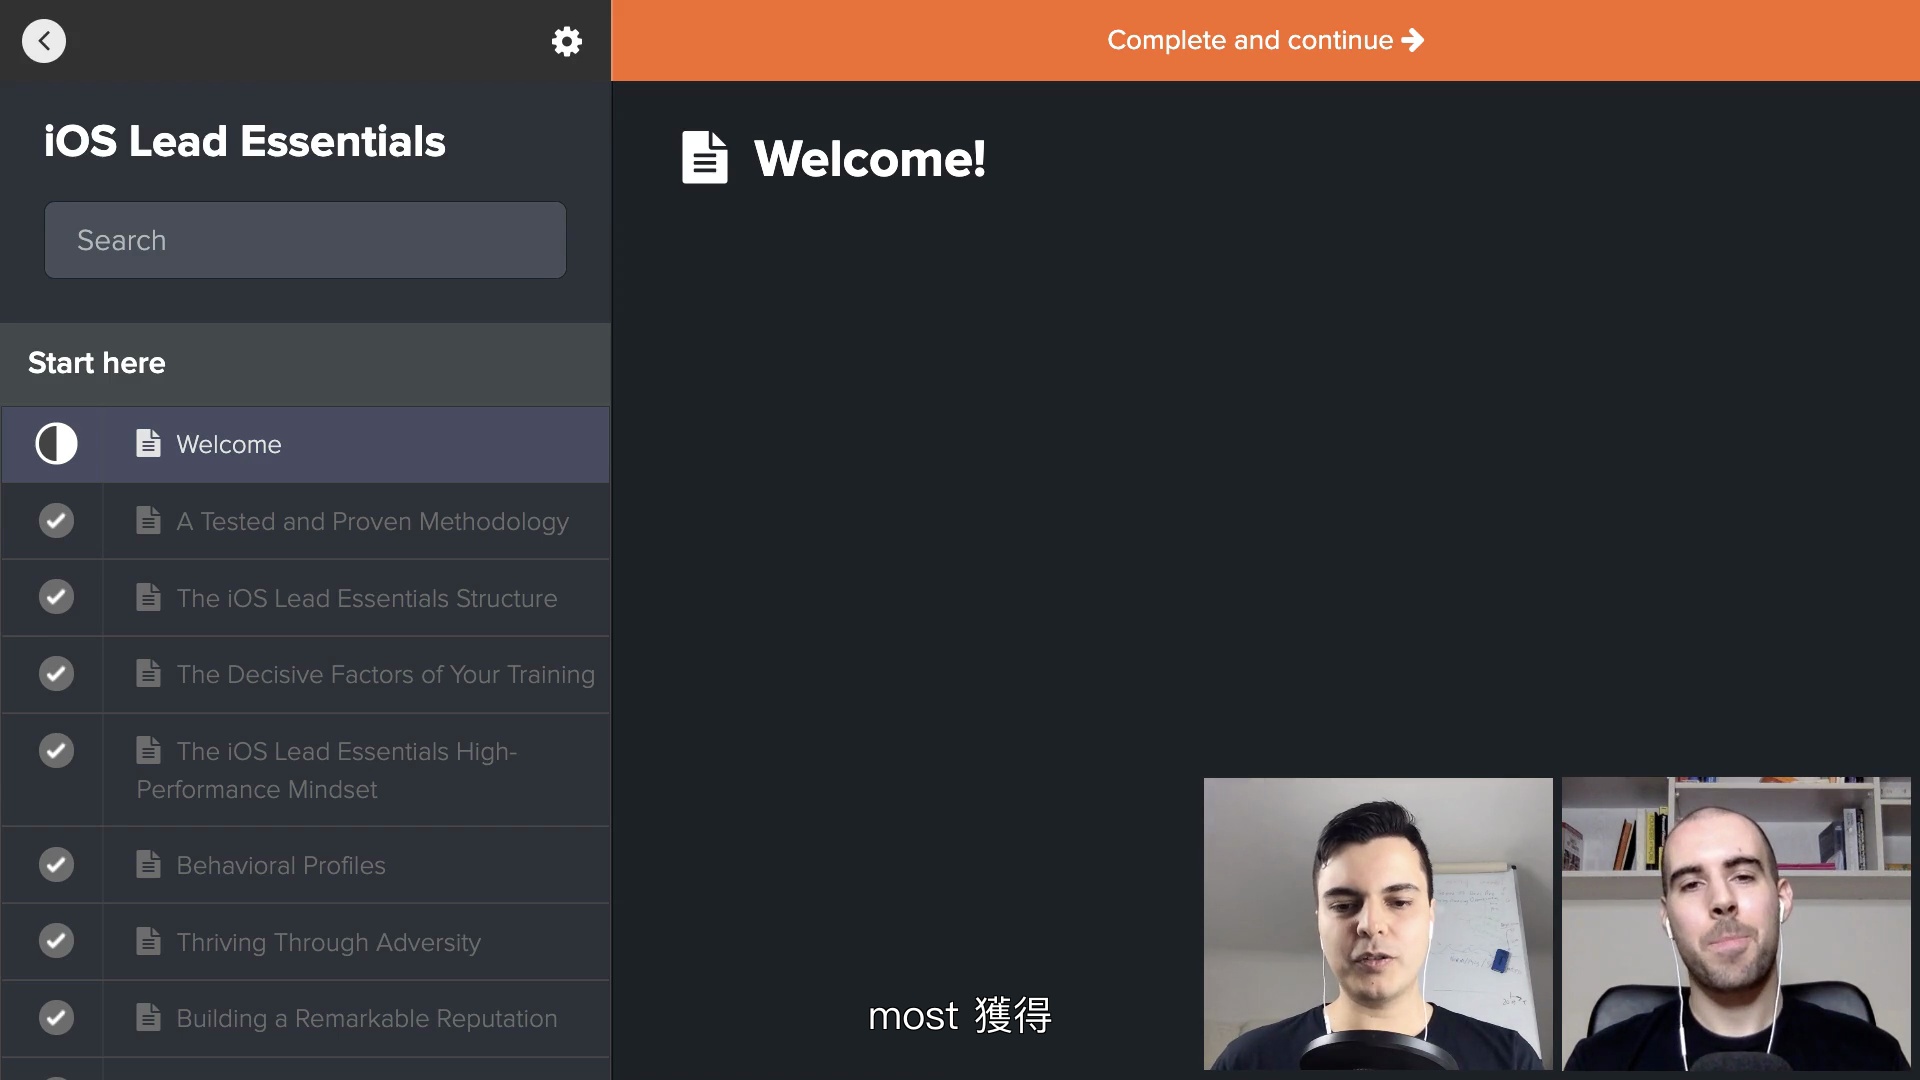 Complete and continue
iOS Lead Essentials
Search
Start here
Welcome
A Tested and Proven Methodology
The iOS Lead Essentials Structure
The Decisive Factors of Your Training
The iOS Lead Essentials High-
Performance Mindset
Behavioral Profiles
Thriving Through Adversity
Building a Remarkable Reputation
Welcome!
most 獲得